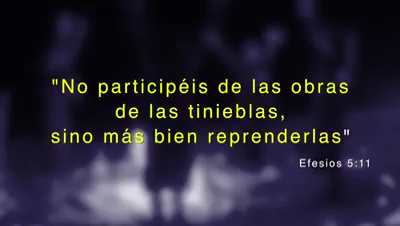 "No participéis de las obras
de las tinieblas,
sino más bien reprenderlas"
Efesios 5:11